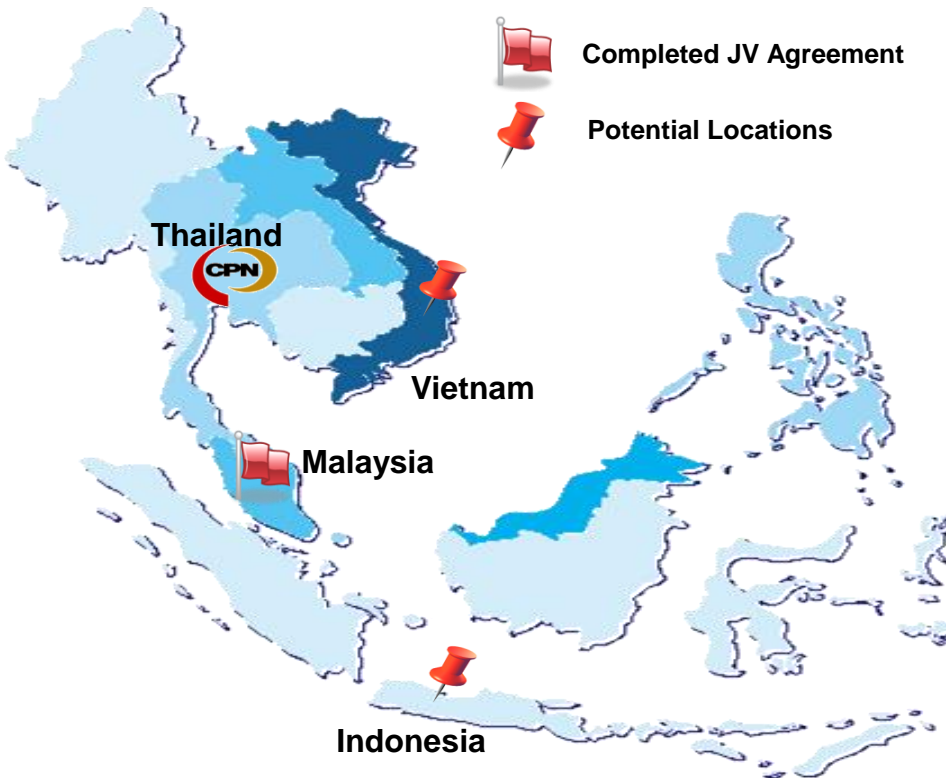 Completed JV Agreement
Potential Locations
Thailand
CPN
Vietnam
Malaysia
Indonesia